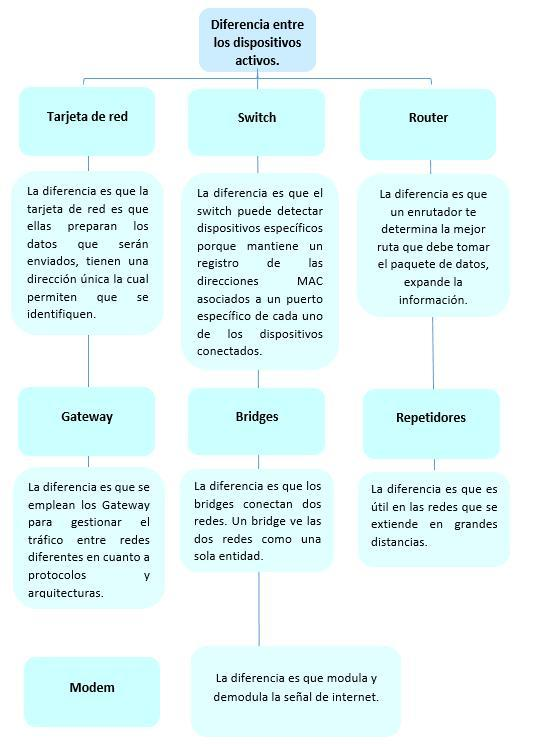 Diferencia entre
los dispositivos
activos.
Tarjeta de red
Switch
Router
La diferencia es que la
tarjeta de red es que
ellas preparan los
datos que serán
enviados, tienen una
dirección única la cual
permiten que se
identifiquen.
La diferencia es que el
switch puede detectar
dispositivos específicos
porque mantiene un
registro de las
direcciones MAC
asociados a un puerto
específico de cada uno
de los dispositivos
conectados.
La diferencia es que
un enrutador te
determina la mejor
ruta que debe tomar
el paquete de datos,
expande la
información.
Gateway
Bridges
Repetidores
La diferencia es que se
emplean los Gateway
para gestionar el
tráfico entre redes
diferentes en cuanto a
protocolos y
arquitecturas.
La diferencia es que los
bridges conectan dos
redes. Un bridge ve las
dos redes como una
sola entidad.
La diferencia es que es
útil en las redes que se
extiende en grandes
distancias.
Modem
La diferencia es que modula y
demodula la señal de internet.